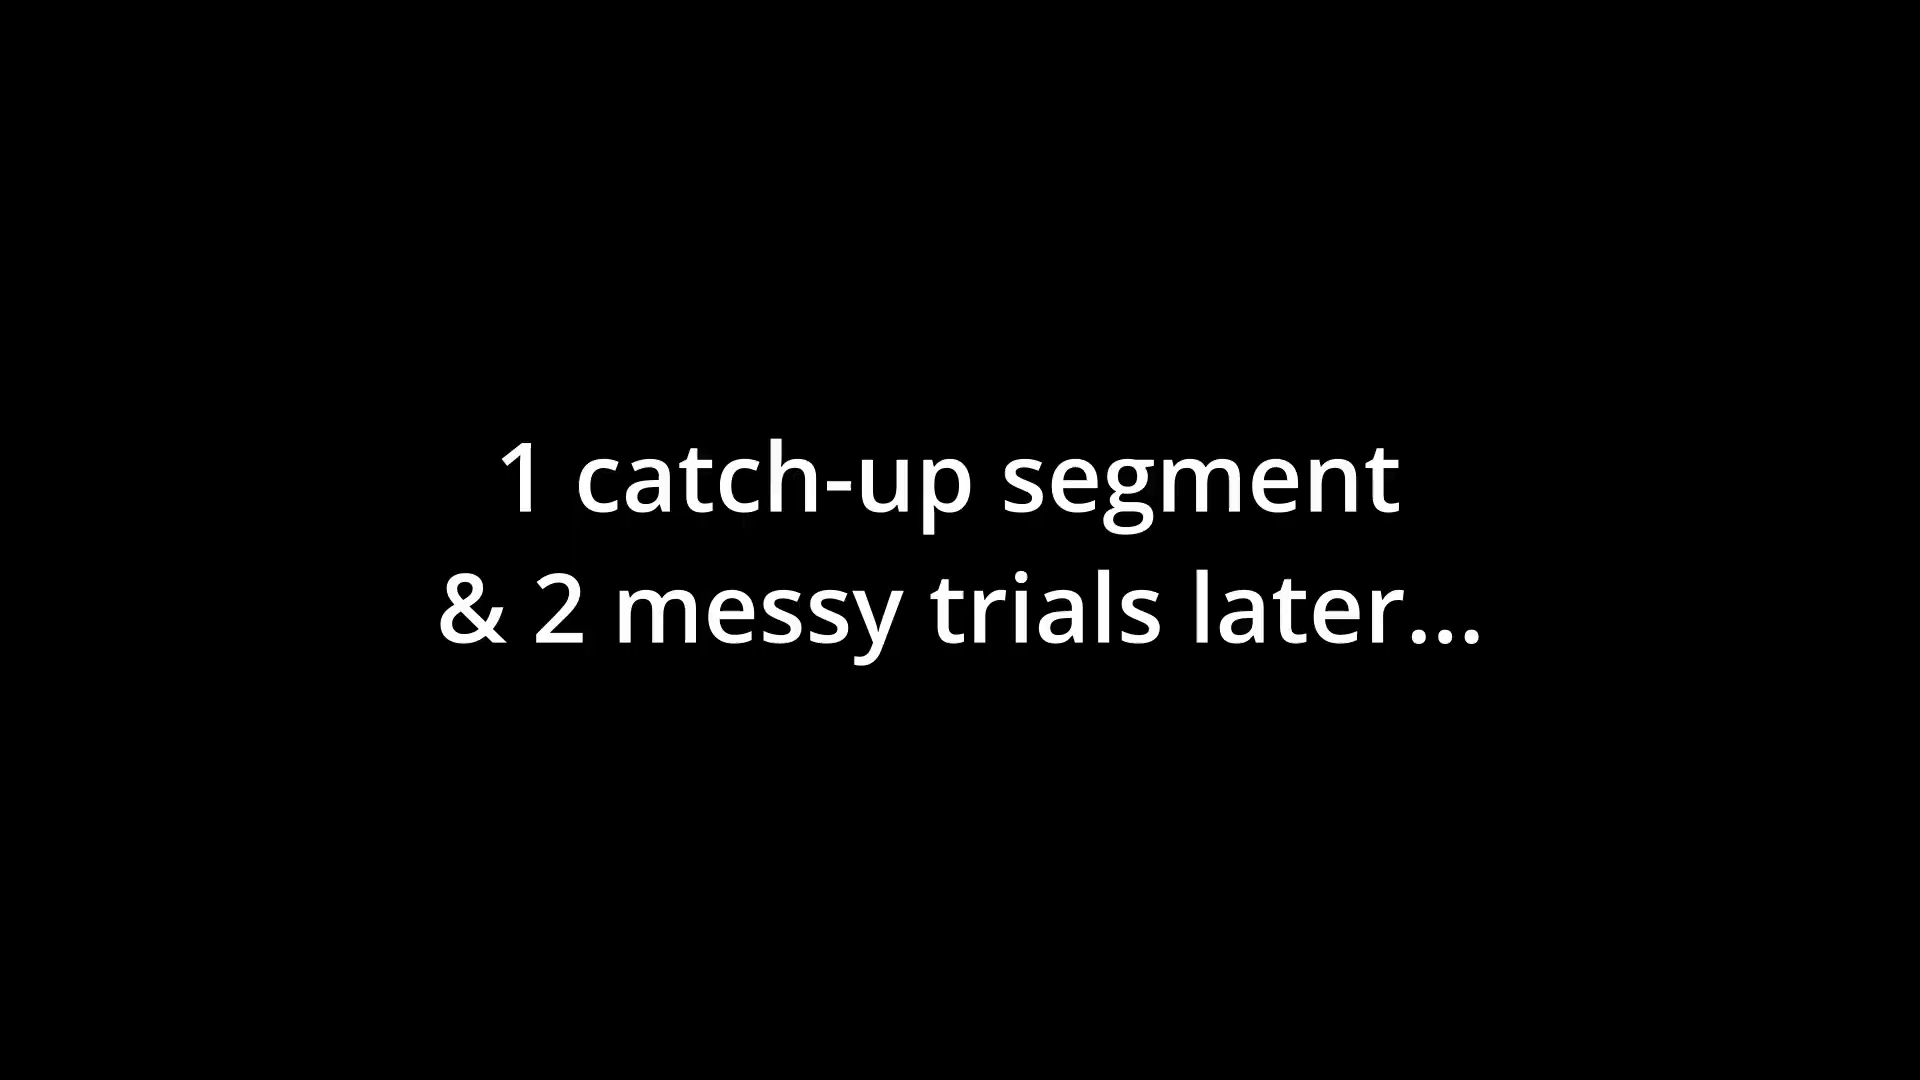 1 catch-up segment
& 2 messy trials later...